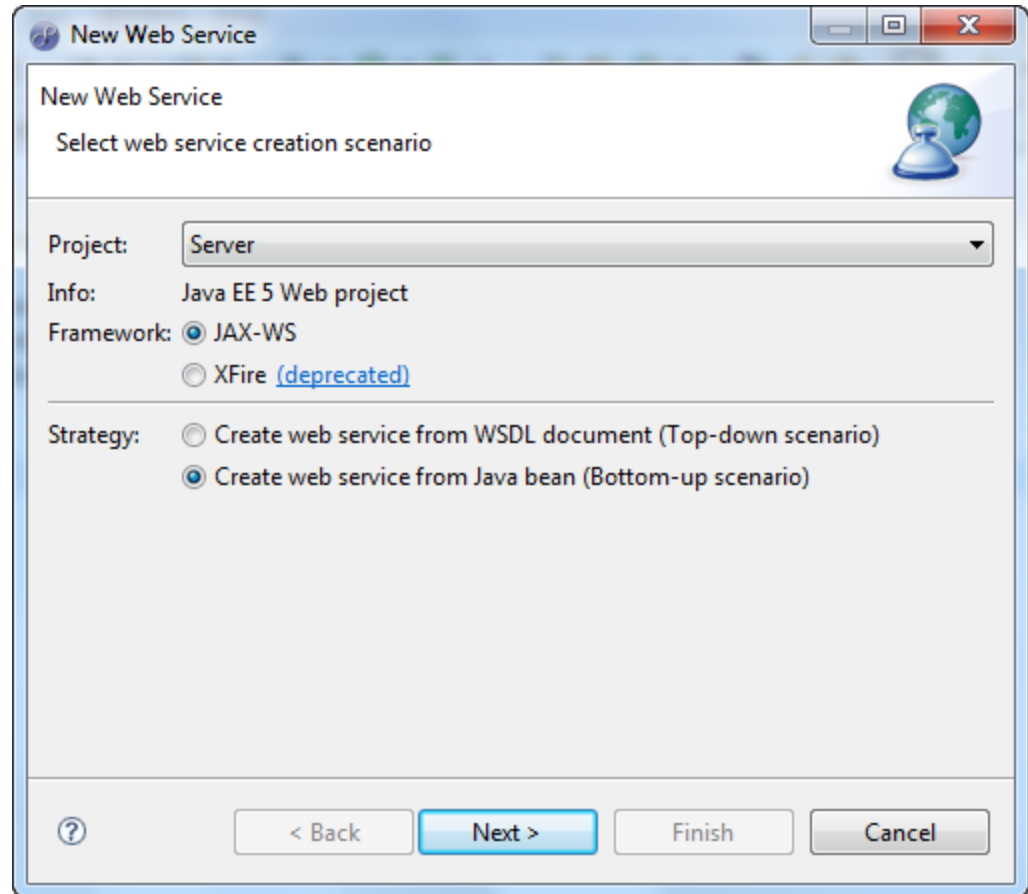 New Web Service
New Web Service
Select web service creation scenario
Project: Server
Info: Java EE 5 Web project
Framework: JAX-WS
XFire (deprecated)
Strategy: Create web service from WSDL document (Top-down scenario)
Create web service from Java bean (Bottom-up scenario)
? < Back Next > Finish Cancel